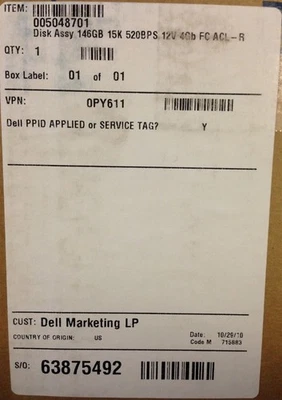 ITEM:
005048701
Disk Assy 146GB 15K 520BPS 12V 4Gb FC ACL-R
QTY: 1
Box Label: 01 of 01
VPN: 0PY611
Dell PPID APPLIED or SERVICE TAG? Y
CUST: Dell Marketing LP
COUNTRY OF ORIGIN: US
Date: 10/29/10
Code M 715883
S/O: 63875492